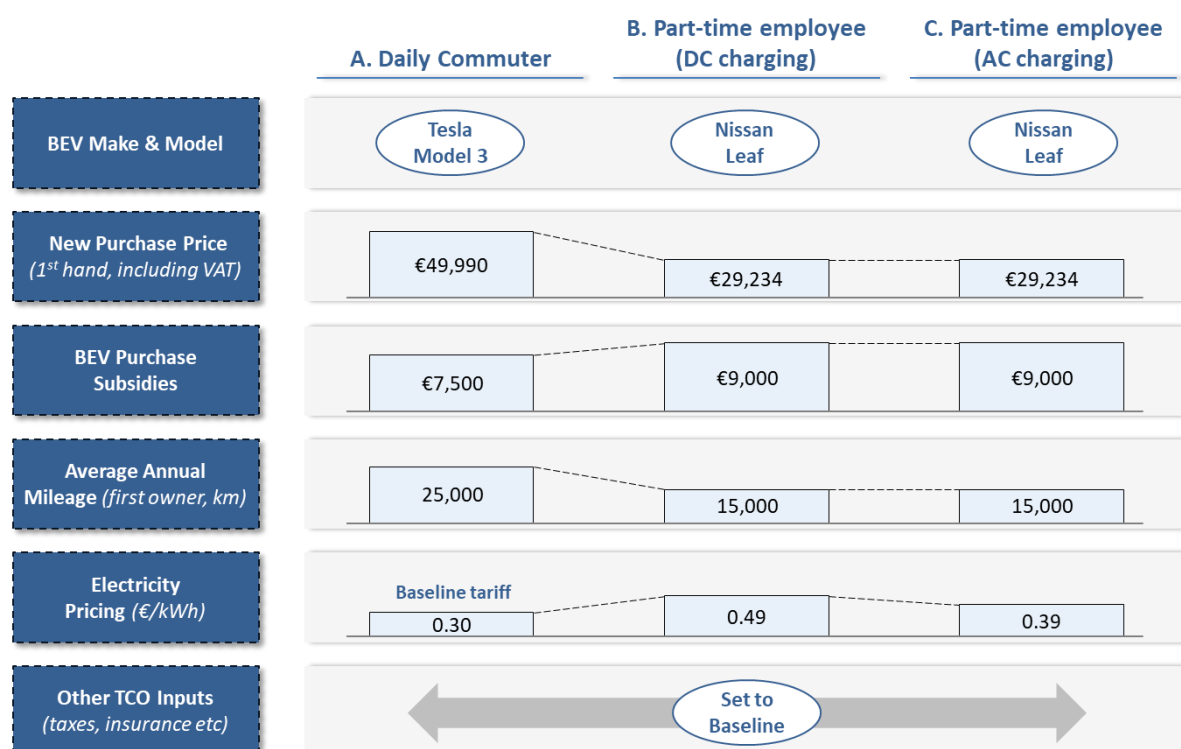 A. Daily Commuter
B. Part-time employee
(DC charging)
C. Part-time employee
(AC charging)
BEV Make & Model
Tesla
Model 3
Nissan
Leaf
Nissan
Leaf
New Purchase Price
(1st hand, including VAT)
€49,990
€29,234
€29,234
BEV Purchase
Subsidies
€7,500
€9,000
€9,000
Average Annual
Mileage (first owner, km)
25,000
15,000
15,000
Electricity
Pricing (€/kWh)
Baseline tariff
0.30
0.49
0.39
Other TCO Inputs
(taxes, insurance etc)
Set to
Baseline